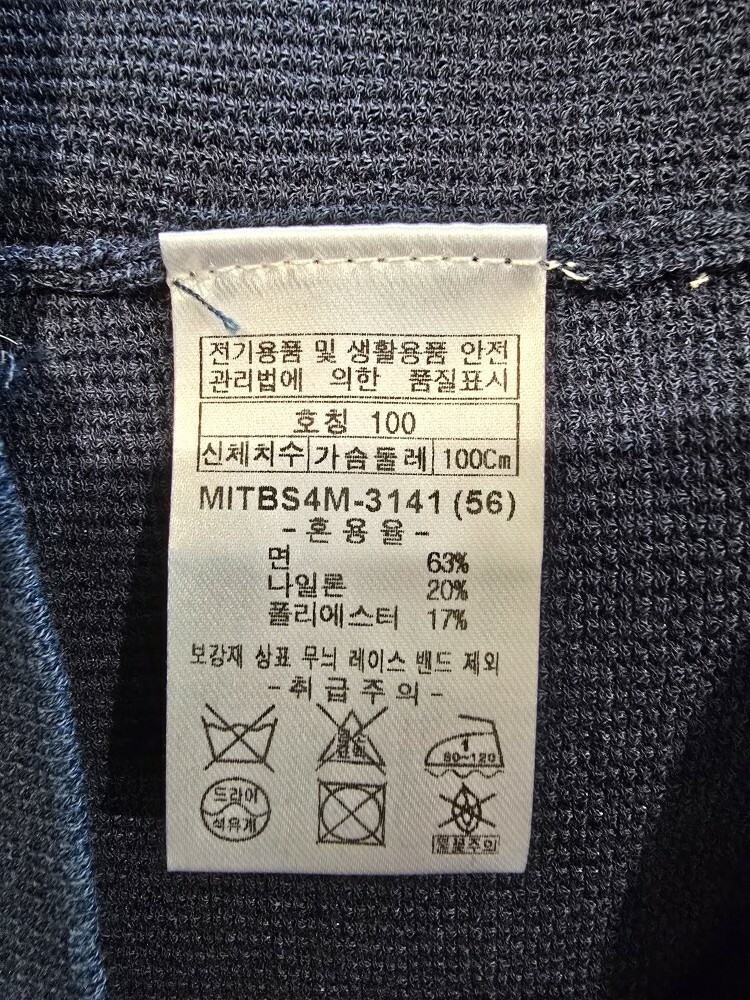 전기용품 및 생활용품 안전
관리법에 의한 품질표시
호칭 100
신체치수 가슴둘레 100Cm
MITBS4M-3141 (56)
-혼용율-
면 63%
나일론 20%
폴리에스터 17%
보강재 상표 무늬 레이스 밴드 제외
-취급주의-
1
80~120
드라이
석유계